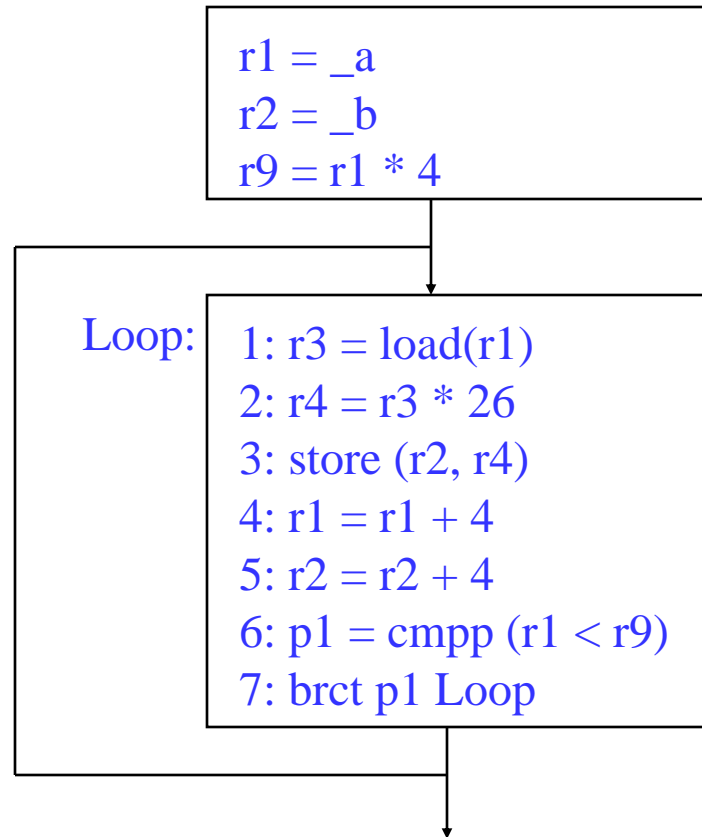 r1 = _a
r2 = _b
r9 = r1 * 4
Loop:
1: r3 = load(r1)
2: r4 = r3 * 26
3: store (r2, r4)
4: r1 = r1 + 4
5: r2 = r2 + 4
6: p1 = cmpp (r1 < r9)
7: brct p1 Loop